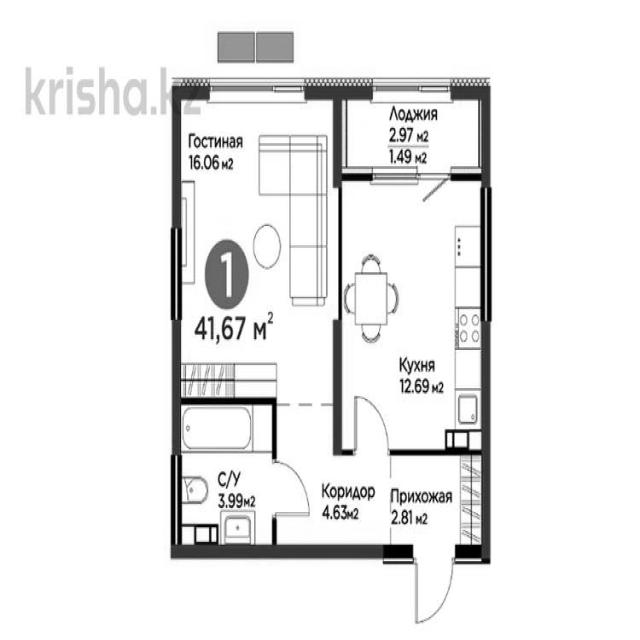 krisha.kz
Гостиная
16.06 м2
Лоджия
2.97 м2
1.49 м2
1
41,67 м2
Кухня
12.69 м2
С/У
3.99м2
Коридор
4.63м2
Прихожая
2.81 м2